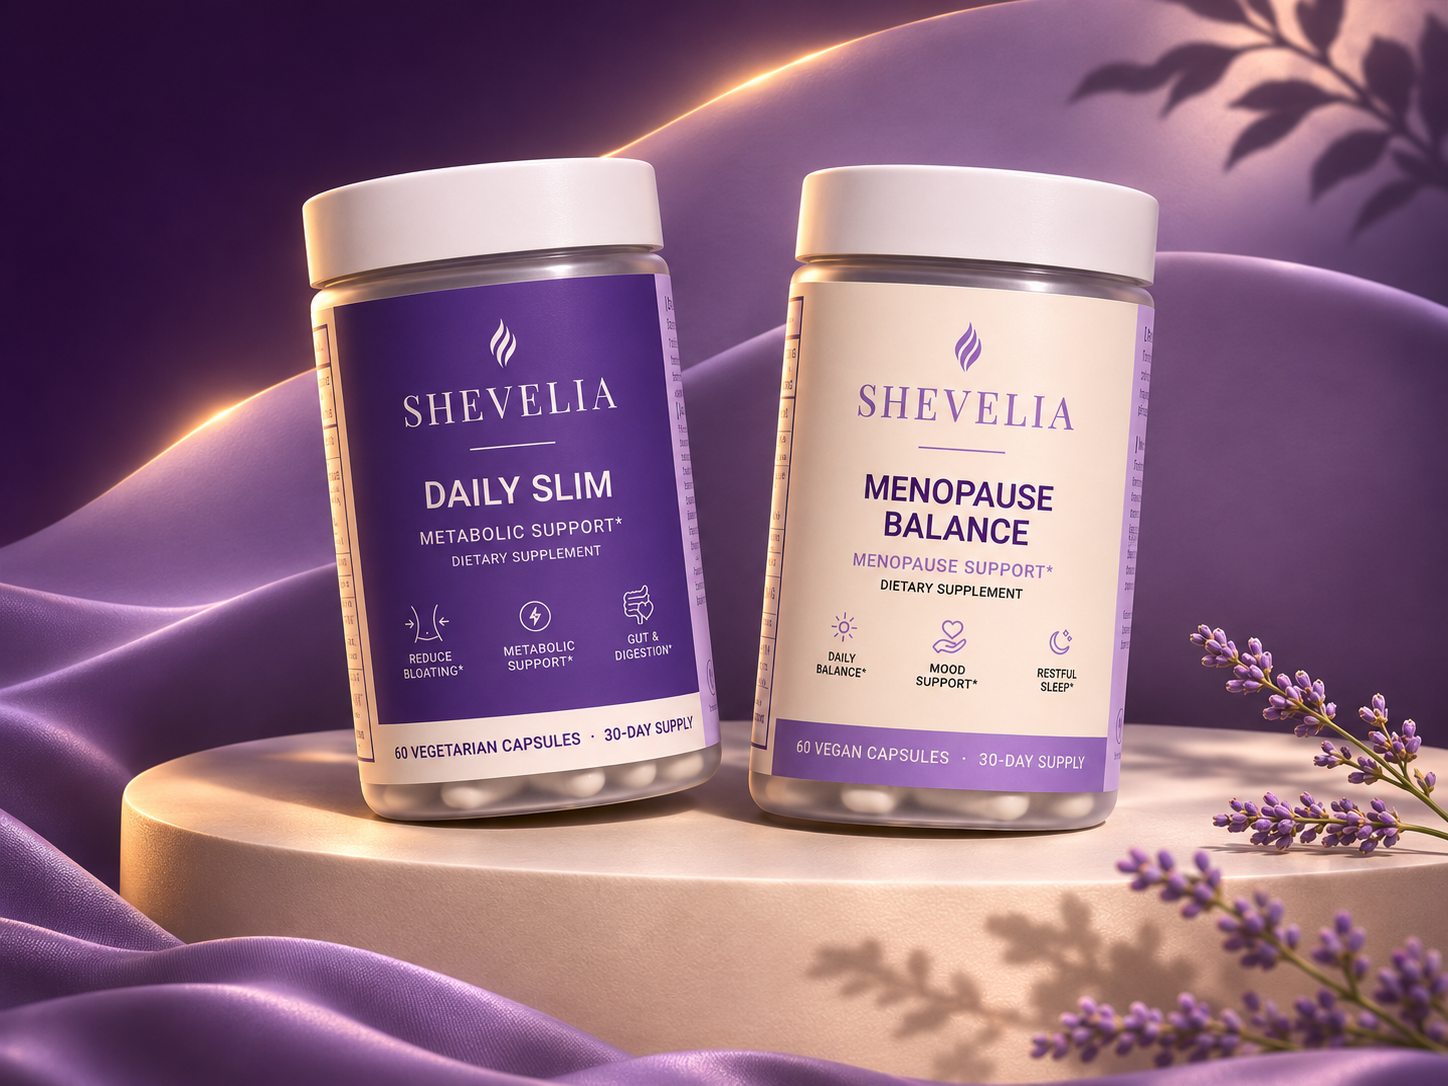 SHEVELIA
DAILY SLIM
METABOLIC SUPPORT*
DIETARY SUPPLEMENT
REDUCE
BLOATING*
METABOLIC
SUPPORT*
GUT &
DIGESTION*
60 VEGETARIAN CAPSULES · 30-DAY SUPPLY
SHEVELIA
MENOPAUSE
BALANCE
MENOPAUSE SUPPORT*
DIETARY SUPPLEMENT
DAILY
BALANCE*
MOOD
SUPPORT*
RESTFUL
SLEEP*
60 VEGAN CAPSULES · 30-DAY SUPPLY